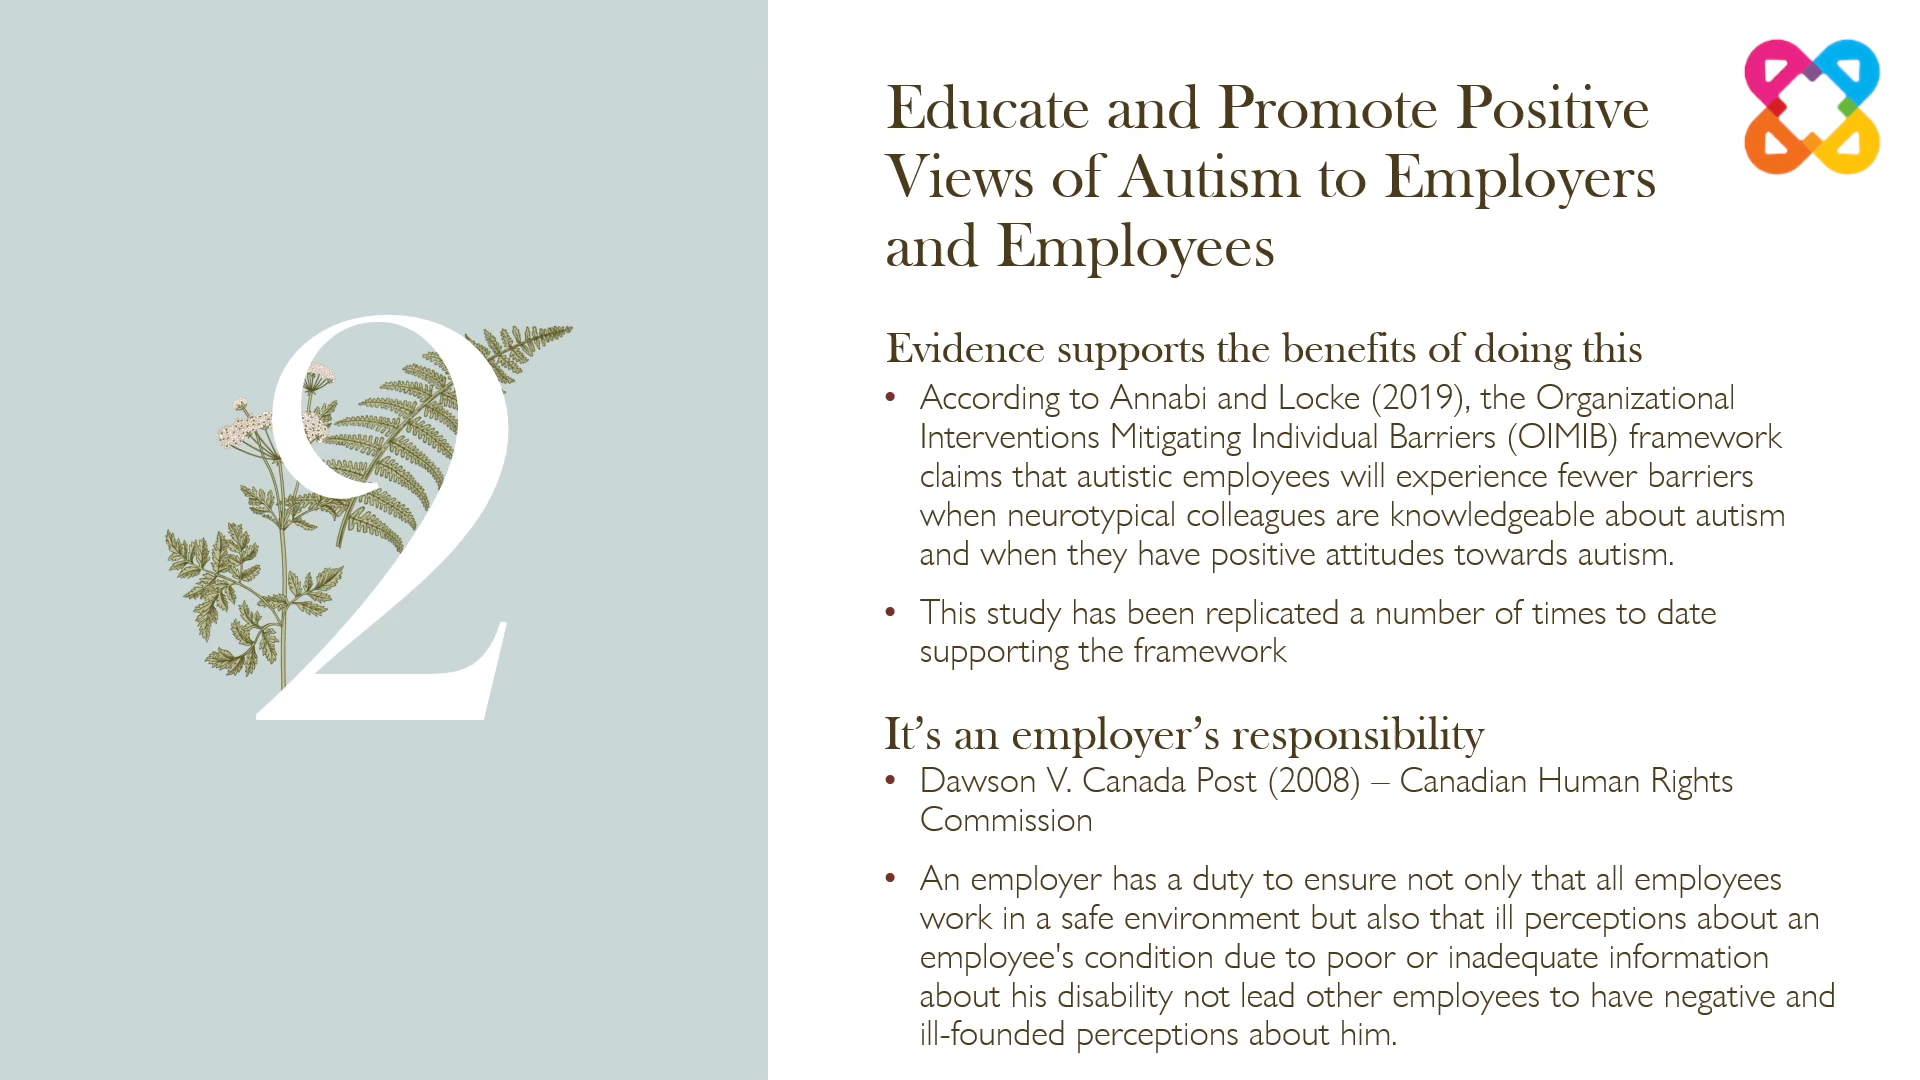 2
Educate and Promote Positive
Views of Autism to Employers
and Employees
Evidence supports the benefits of doing this
• According to Annabi and Locke (2019), the Organizational
Interventions Mitigating Individual Barriers (OIMIB) framework
claims that autistic employees will experience fewer barriers
when neurotypical colleagues are knowledgeable about autism
and when they have positive attitudes towards autism.
• This study has been replicated a number of times to date
supporting the framework
It’s an employer’s responsibility
• Dawson V. Canada Post (2008) – Canadian Human Rights
Commission
• An employer has a duty to ensure not only that all employees
work in a safe environment but also that ill perceptions about an
employee's condition due to poor or inadequate information
about his disability not lead other employees to have negative and
ill-founded perceptions about him.